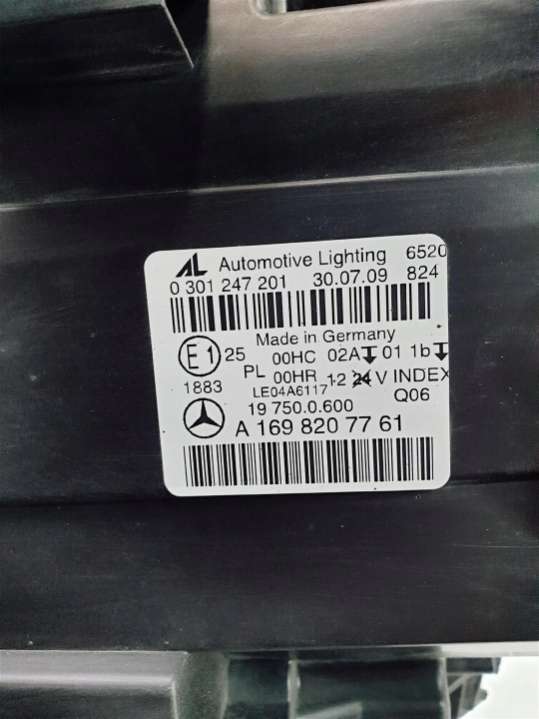 AL Automotive Lighting 6520
0 301 247 201 30.07.09 824
Made in Germany
E1 25 00HC 02A 01 1b
PL 00HR 12 24 V INDEX
1883 LE04A6117 Q06
19 750.0.600
A 169 820 77 61